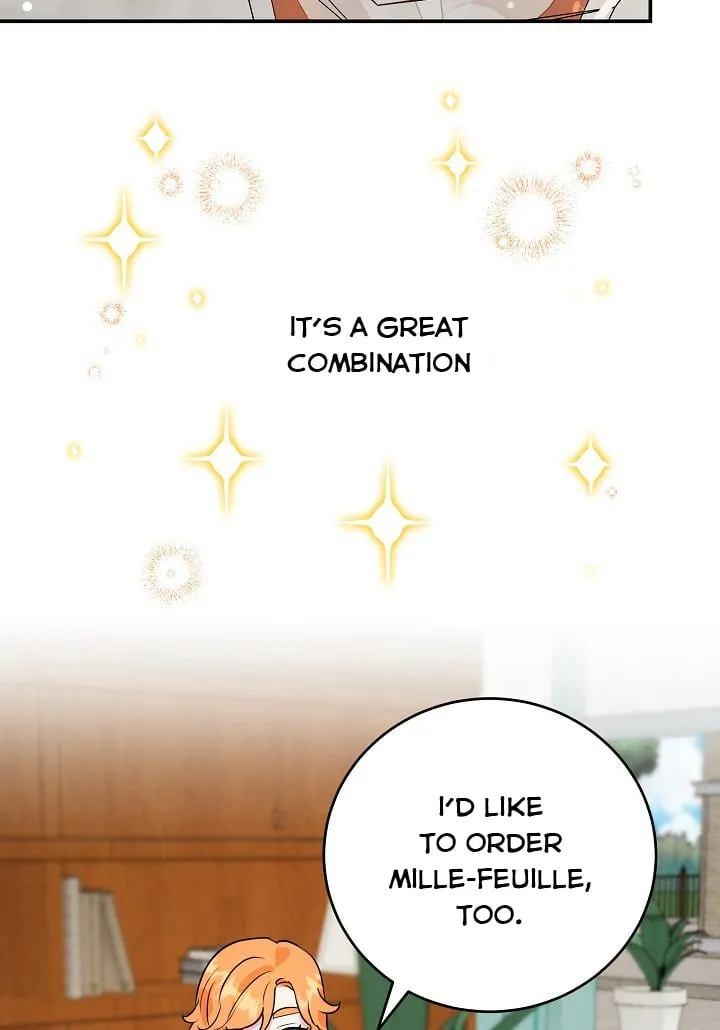 IT'S A GREAT
COMBINATION
I'D LIKE
TO ORDER
MILLE-FEUILLE,
TOO.